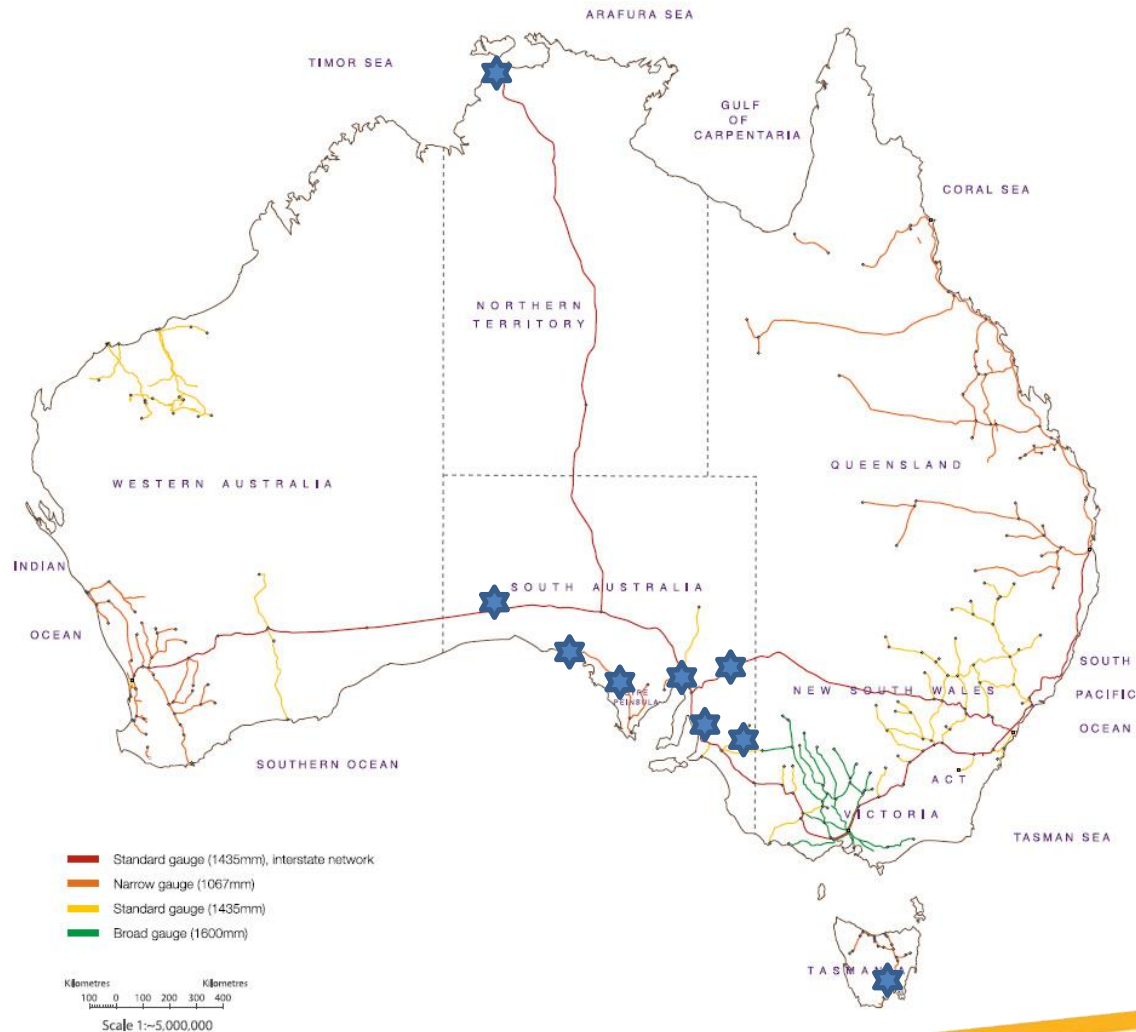 ARAFURA SEA
TIMOR SEA
GULF
OF
CARPENTARIA
CORAL SEA
NORTHERN
TERRITORY
WESTERN AUSTRALIA
QUEENSLAND
INDIAN
OCEAN
SOUTH AUSTRALIA
SOUTH
PACIFIC
OCEAN
NEW SOUTH WALES
PENINSULA
SOUTHERN OCEAN
ACT
VICTORIA
TASMAN SEA
Standard gauge (1435mm), interstate network
Narrow gauge (1067mm)
Standard gauge (1435mm)
Broad gauge (1600mm)
Kilometres Kilometres
100 0 100 200 300 400
Scale 1:~5,000,000